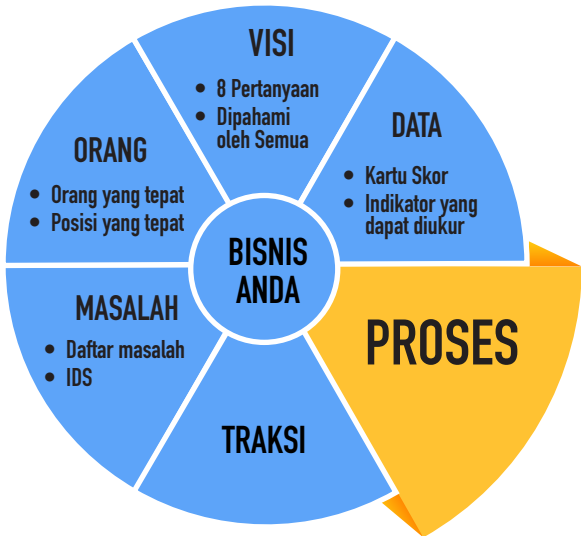 VISI
• 8 Pertanyaan
• Dipahami
oleh Semua
DATA
• Kartu Skor
• Indikator yang
dapat diukur
ORANG
• Orang yang tepat
• Posisi yang tepat
BISNIS
ANDA
MASALAH
• Daftar masalah
• IDS
PROSES
TRAKSI